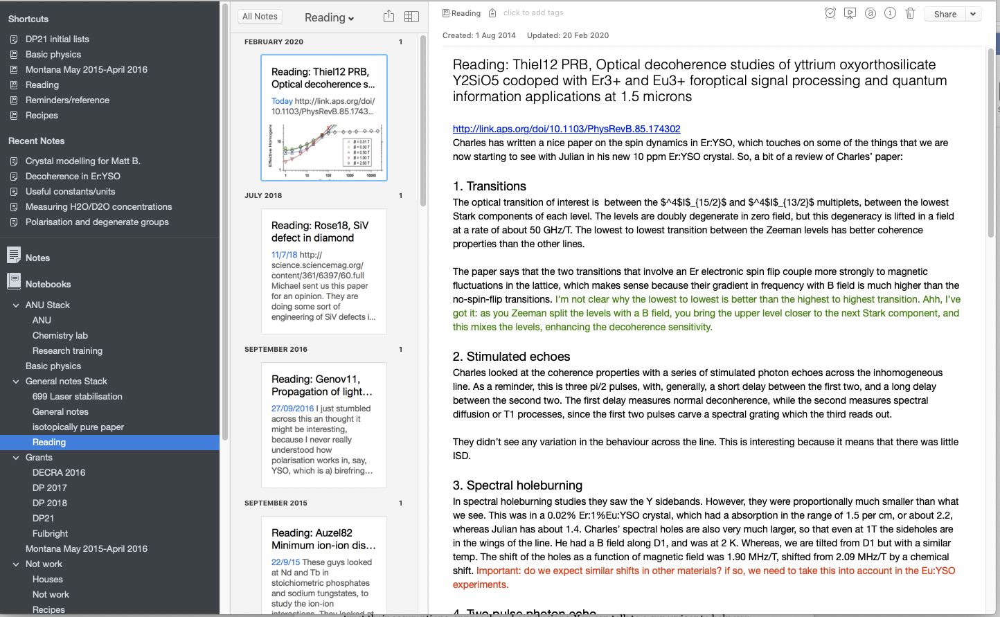 Shortcuts
DP21 initial lists
Basic physics
Montana May 2015-April 2016
Reading
Reminders/reference
Recipes
Recent Notes
Crystal modelling for Matt B.
Decoherence in Er:YSO
Useful constants/units
Measuring H2O/D2O concentrations
Polarisation and degenerate groups
Notes
Notebooks
ANU Stack
ANU
Chemistry lab
Research training
Basic physics
General notes Stack
699 Laser stabilisation
General notes
isotopically pure paper
Reading
Grants
DECRA 2016
DP 2017
DP 2018
DP21
Fulbright
Montana May 2015-April 2016
Not work
Houses
Not work
Recipes
All Notes
Reading
FEBRUARY 2020 1
Reading: Thiel12 PRB,
Optical decoherence s...
Today http://link.aps.org/doi/
10.1103/PhysRevB.85.1743...
Effective Homogene
10
1
1 10 100 1000 10000
B = 0.01 T
B = 0.30 T
B = 0.50 T
B = 1.00 T
B = 2.50 T
JULY 2018 1
Reading: Rose18, SiV
defect in diamond
11/7/18 http://
science.sciencemag.org/
content/361/6397/60.full
Michael sent us this paper
for an opinion. They are
doing some sort of
engineering of SiV defects i...
SEPTEMBER 2016 1
Reading: Genov11,
Propagation of light...
27/09/2016 I just stumbled
across this an thought it
might be interesting,
because I never really
understood how
polarisation works in, say,
YSO, which is a) birefring...
SEPTEMBER 2015 1
Reading: Auzel82
Minimum ion-ion dis...
22/9/15 These guys looked
at Nd and Tb in
stoichiometric phosphates
and sodium tungstates, to
study the ion-ion
interactions. They looked at
Reading click to add tags
Share
Created: 1 Aug 2014 Updated: 20 Feb 2020
Reading: Thiel12 PRB, Optical decoherence studies of yttrium oxyorthosilicate
Y2SiO5 codoped with Er3+ and Eu3+ foroptical signal processing and quantum
information applications at 1.5 microns
http://link.aps.org/doi/10.1103/PhysRevB.85.174302
Charles has written a nice paper on the spin dynamics in Er:YSO, which touches on some of the things that we are
now starting to see with Julian in his new 10 ppm Er:YSO crystal. So, a bit of a review of Charles' paper:
1. Transitions
The optical transition of interest is between the $^4$I$_{15/2}$ and $^4$I$_{13/2}$ multiplets, between the lowest
Stark components of each level. The levels are doubly degenerate in zero field, but this degeneracy is lifted in a field
at a rate of about 50 GHz/T. The lowest to lowest transition between the Zeeman levels has better coherence
properties than the other lines.
The paper says that the two transitions that involve an Er electronic spin flip couple more strongly to magnetic
fluctuations in the lattice, which makes sense because their gradient in frequency with B field is much higher than the
no-spin-flip transitions. I'm not clear why the lowest to lowest is better than the highest to highest transition. Ahh, I've
got it: as you Zeeman split the levels with a B field, you bring the upper level closer to the next Stark component, and
this mixes the levels, enhancing the decoherence sensitivity.
2. Stimulated echoes
Charles looked at the coherence properties with a series of stimulated photon echoes across the inhomogeneous
line. As a reminder, this is three pi/2 pulses, with, generally, a short delay between the first two, and a long delay
between the second two. The first delay measures normal deconherence, while the second measures spectral
diffusion or T1 processes, since the first two pulses carve a spectral grating which the third reads out.
They didn't see any variation in the behaviour across the line. This is interesting because it means that there was little
ISD.
3. Spectral holeburning
In spectral holeburning studies they saw the Y sidebands. However, they were proportionally much smaller than what
we see. This was in a 0.02% Er:1%Eu:YSO crystal, which had a absorption in the range of 1.5 per cm, or about 2.2,
whereas Julian has about 1.4. Charles' spectral holes are also very much larger, so that even at 1T the sideholes are
in the wings of the line. He had a B field along D1, and was at 2 K. Whereas, we are tilted from D1 but with a similar
temp. The shift of the holes as a function of magnetic field was 1.90 MHz/T, shifted from 2.09 MHz/T by a chemical
shift. Important: do we expect similar shifts in other materials? if so, we need to take this into account in the Eu:YSO
experiments.
4. Two-pulse photon echo